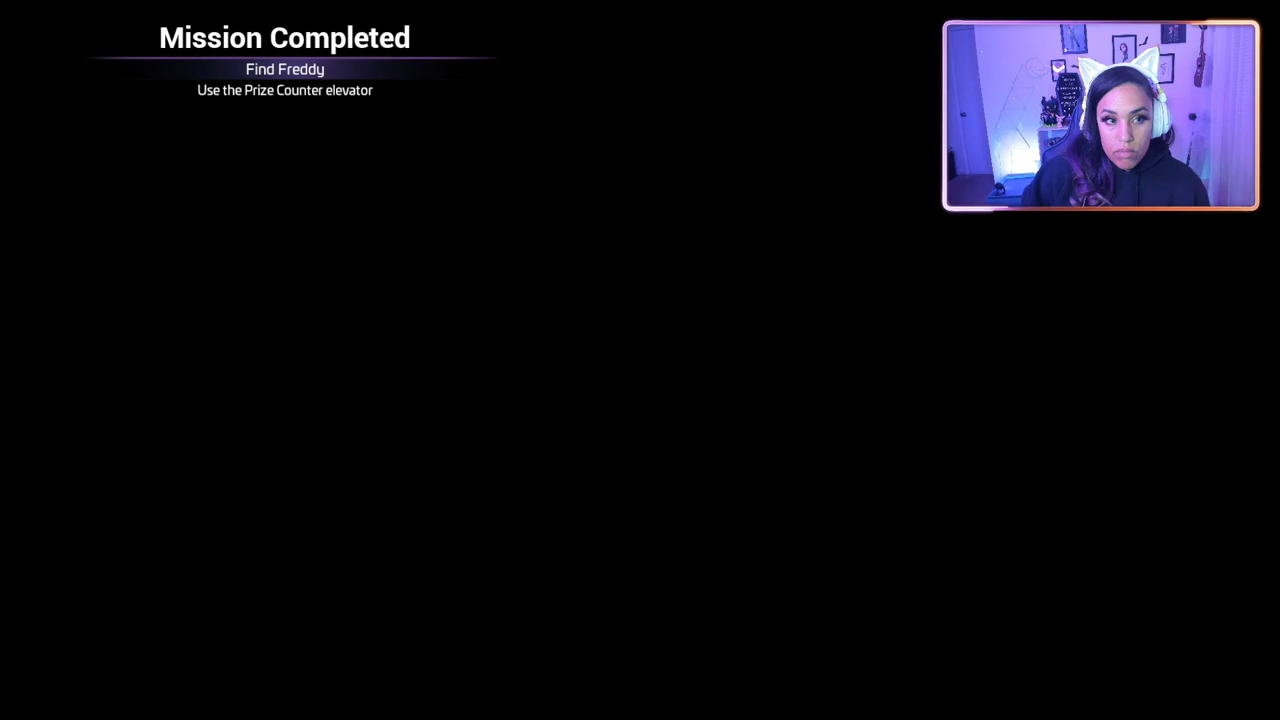 Mission Completed
Find Freddy
Use the Prize Counter elevator